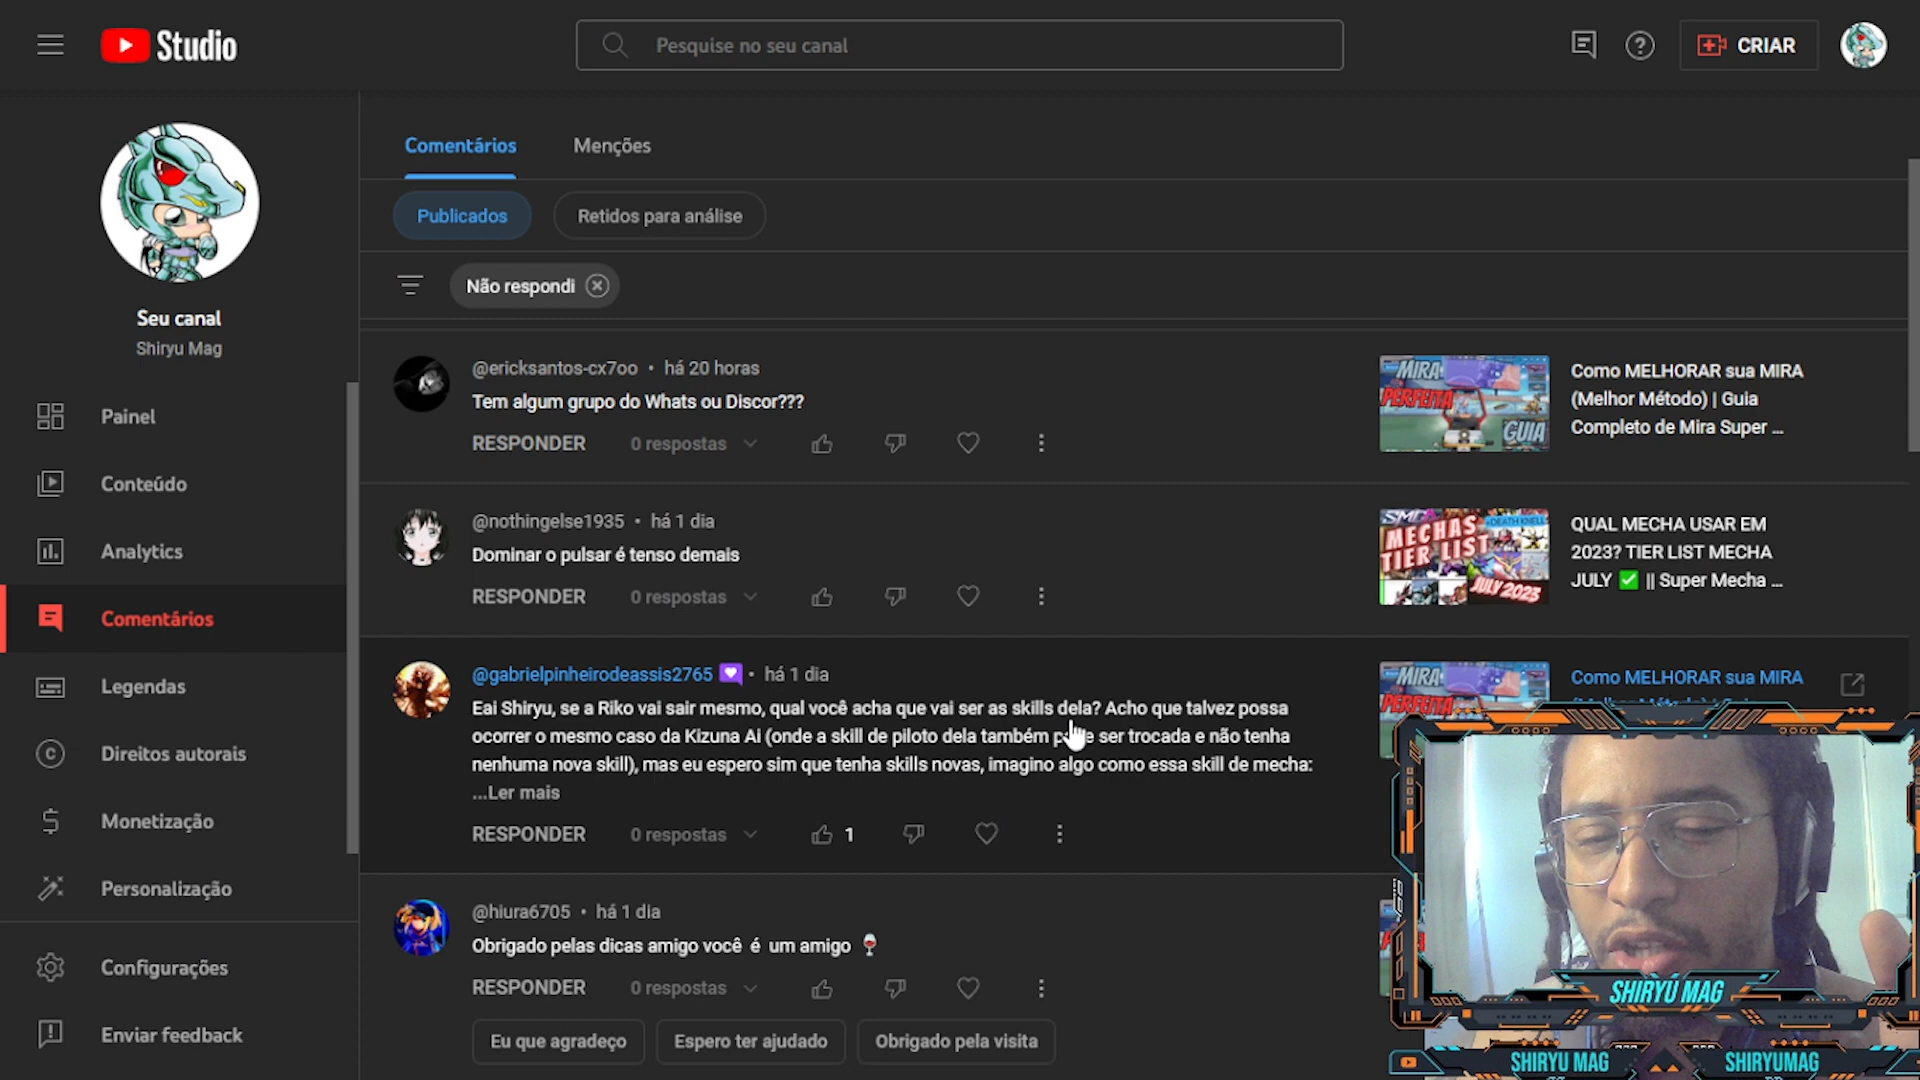 Studio
Pesquise no seu canal
CRIAR
Seu canal
Shiryu Mag
Painel
Conteúdo
Analytics
Comentários
Legendas
Direitos autorais
Monetização
Personalização
Configurações
Enviar feedback
Comentários
Menções
Publicados
Retidos para análise
Não respondi
@ericksantos-cx7oo • há 20 horas
Tem algum grupo do Whats ou Discor???
RESPONDER 0 respostas
MIRA
PERFEITA
GUIA
Como MELHORAR sua MIRA
(Melhor Método) | Guia
Completo de Mira Super ...
@nothingelse1935 • há 1 dia
Dominar o pulsar é tenso demais
RESPONDER 0 respostas
SMCA
+DEATH KNELL
MECHAS
TIER LIST
JULY 2023
QUAL MECHA USAR EM
2023? TIER LIST MECHA
JULY ✅ || Super Mecha ...
@gabrielpinheirodeassis2765 • há 1 dia
Eai Shiryu, se a Riko vai sair mesmo, qual você acha que vai ser as skills dela? Acho que talvez possa
ocorrer o mesmo caso da Kizuna Ai (onde a skill de piloto dela também ser trocada e não tenha
nenhuma nova skill), mas eu espero sim que tenha skills novas, imagino algo como essa skill de mecha:
...Ler mais
RESPONDER 0 respostas 1
MIRA
PERFEITA
Como MELHORAR sua MIRA
@hiura6705 • há 1 dia
Obrigado pelas dicas amigo você é um amigo 🍷
RESPONDER 0 respostas
Eu que agradeço
Espero ter ajudado
Obrigado pela visita
SHIRYU MAG
SHIRYU MAG
SHIRYUMAG